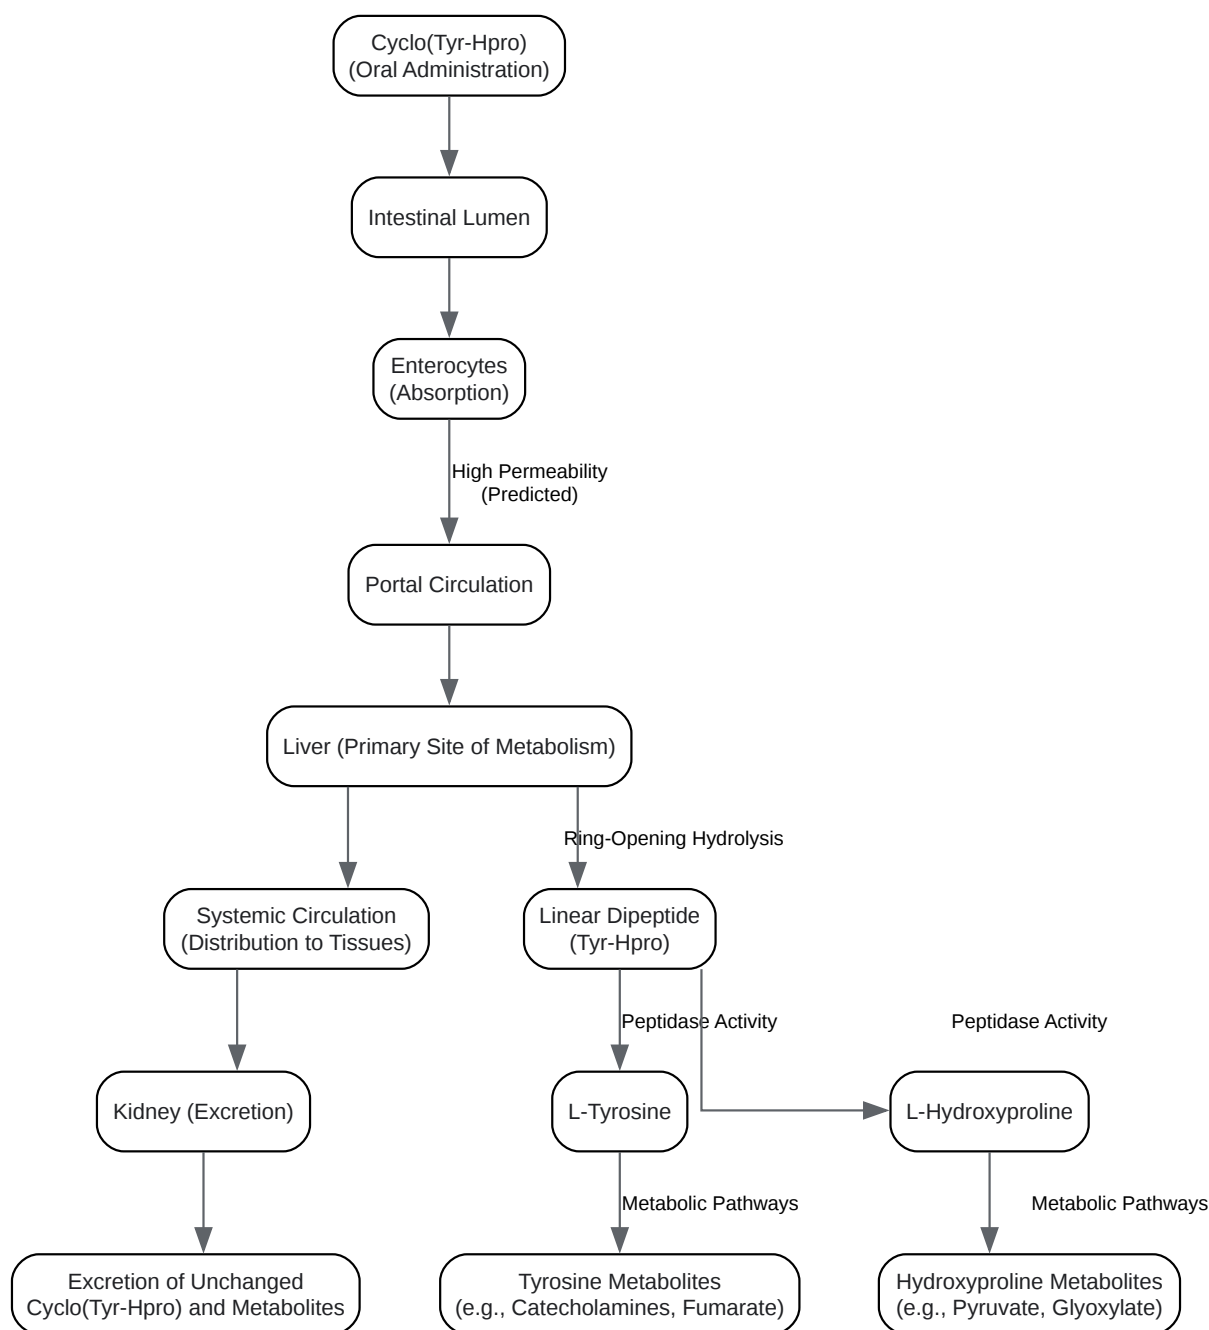 Cyclo(Tyr-Hpro)
(Oral Administration)
Intestinal Lumen
Enterocytes
(Absorption)
High Permeability
(Predicted)
Portal Circulation
Liver (Primary Site of Metabolism)
Ring-Opening Hydrolysis
Systemic Circulation
(Distribution to Tissues)
Linear Dipeptide
(Tyr-Hpro)
Peptidase Activity
Peptidase Activity
Kidney (Excretion)
L-Tyrosine
L-Hydroxyproline
Metabolic Pathways
Metabolic Pathways
Excretion of Unchanged
Cyclo(Tyr-Hpro) and Metabolites
Tyrosine Metabolites
(e.g., Catecholamines, Fumarate)
Hydroxyproline Metabolites
(e.g., Pyruvate, Glyoxylate)